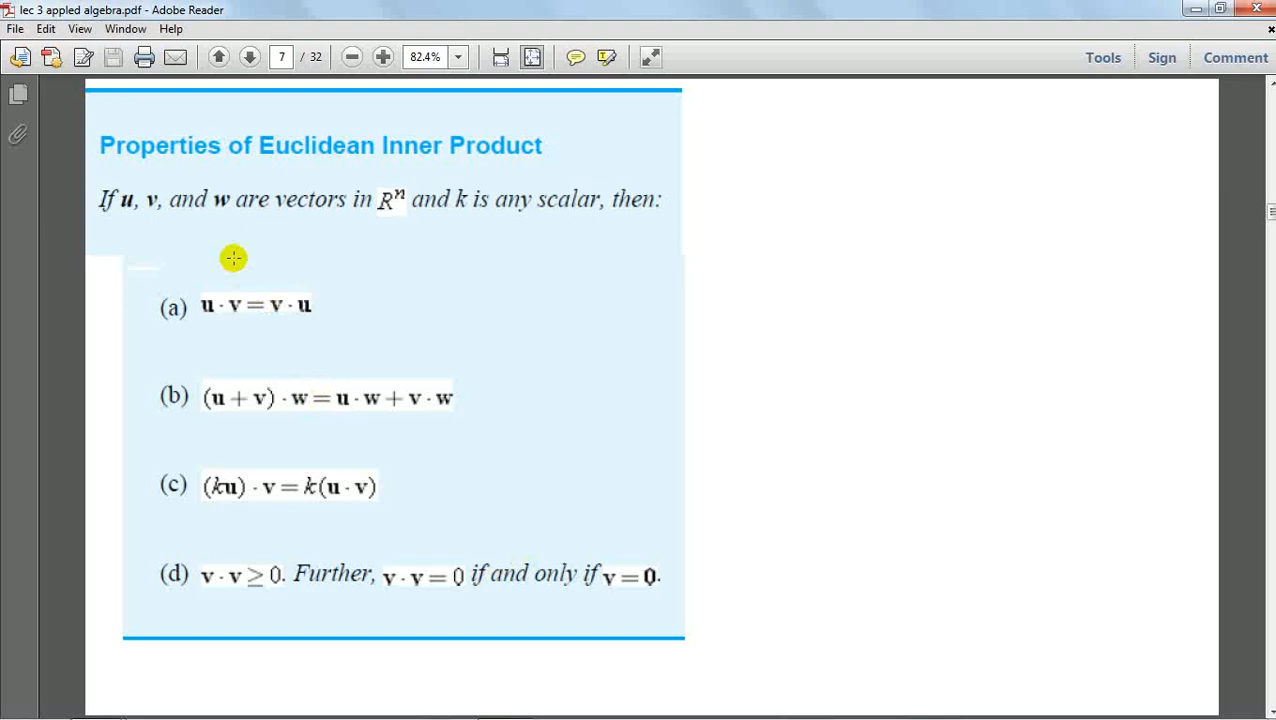 lec 3 appled algebra.pdf - Adobe Reader
File Edit View Window Help
7 / 32 82.4% Tools Sign Comment
Properties of Euclidean Inner Product
If u, v, and w are vectors in Rⁿ and k is any scalar, then:
(a) u · v = v · u
(b) (u + v) · w = u · w + v · w
(c) (ku) · v = k(u · v)
(d) v · v ≥ 0. Further, v · v = 0 if and only if v = 0.